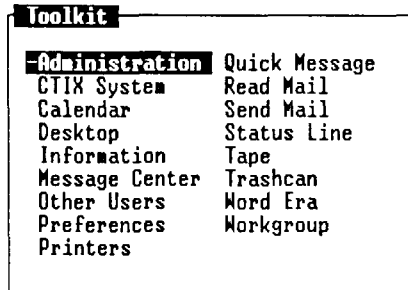 Toolkit
-Administration Quick Message
CTIX System Read Mail
Calendar Send Mail
Desktop Status Line
Information Tape
Message Center Trashcan
Other Users Word Era
Preferences Workgroup
Printers